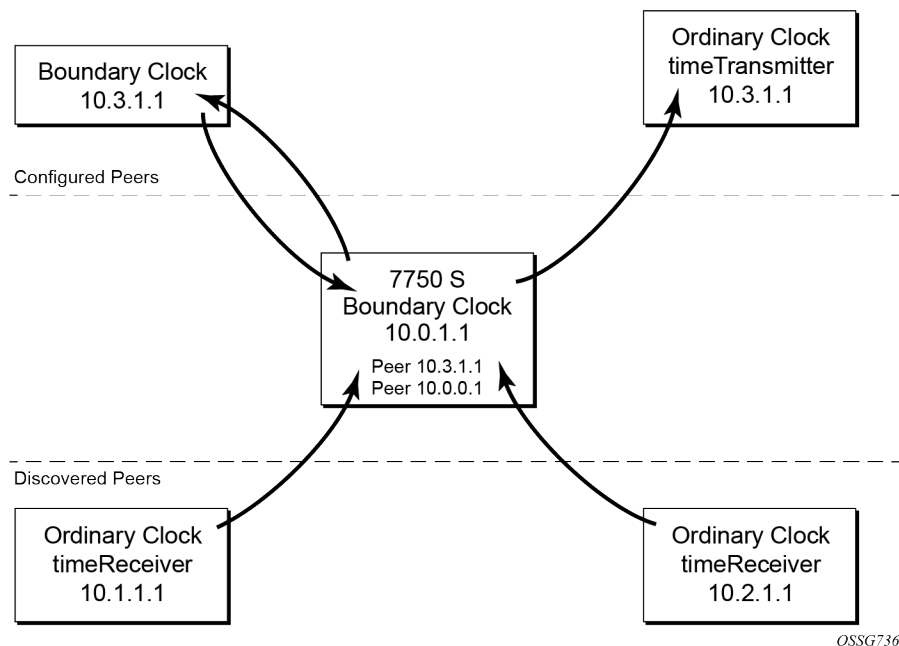 Boundary Clock
10.3.1.1
Ordinary Clock
timeTransmitter
10.3.1.1
Configured Peers
7750 S
Boundary Clock
10.0.1.1
Peer 10.3.1.1
Peer 10.0.0.1
Discovered Peers
Ordinary Clock
timeReceiver
10.1.1.1
Ordinary Clock
timeReceiver
10.2.1.1
OSSG736